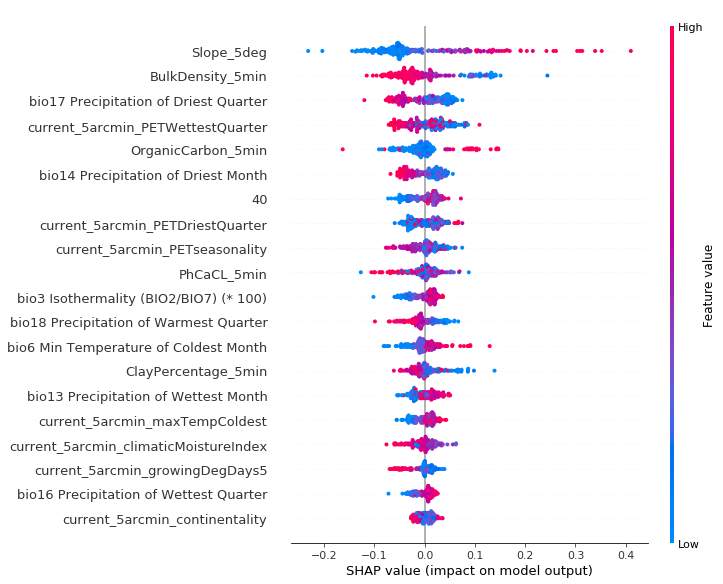 High
Slope_5deg
BulkDensity_5min
bio17 Precipitation of Driest Quarter
current_5arcmin_PETWettestQuarter
OrganicCarbon_5min
bio14 Precipitation of Driest Month
40
current_5arcmin_PETDriestQuarter
current_5arcmin_PETseasonality
PhCaCL_5min
bio3 Isothermality (BIO2/BIO7) (* 100)
bio18 Precipitation of Warmest Quarter
bio6 Min Temperature of Coldest Month
ClayPercentage_5min
bio13 Precipitation of Wettest Month
current_5arcmin_maxTempColdest
current_5arcmin_climaticMoistureIndex
current_5arcmin_growingDegDays5
bio16 Precipitation of Wettest Quarter
current_5arcmin_continentality
Feature value
Low
−0.2 −0.1 0.0 0.1 0.2 0.3 0.4
SHAP value (impact on model output)